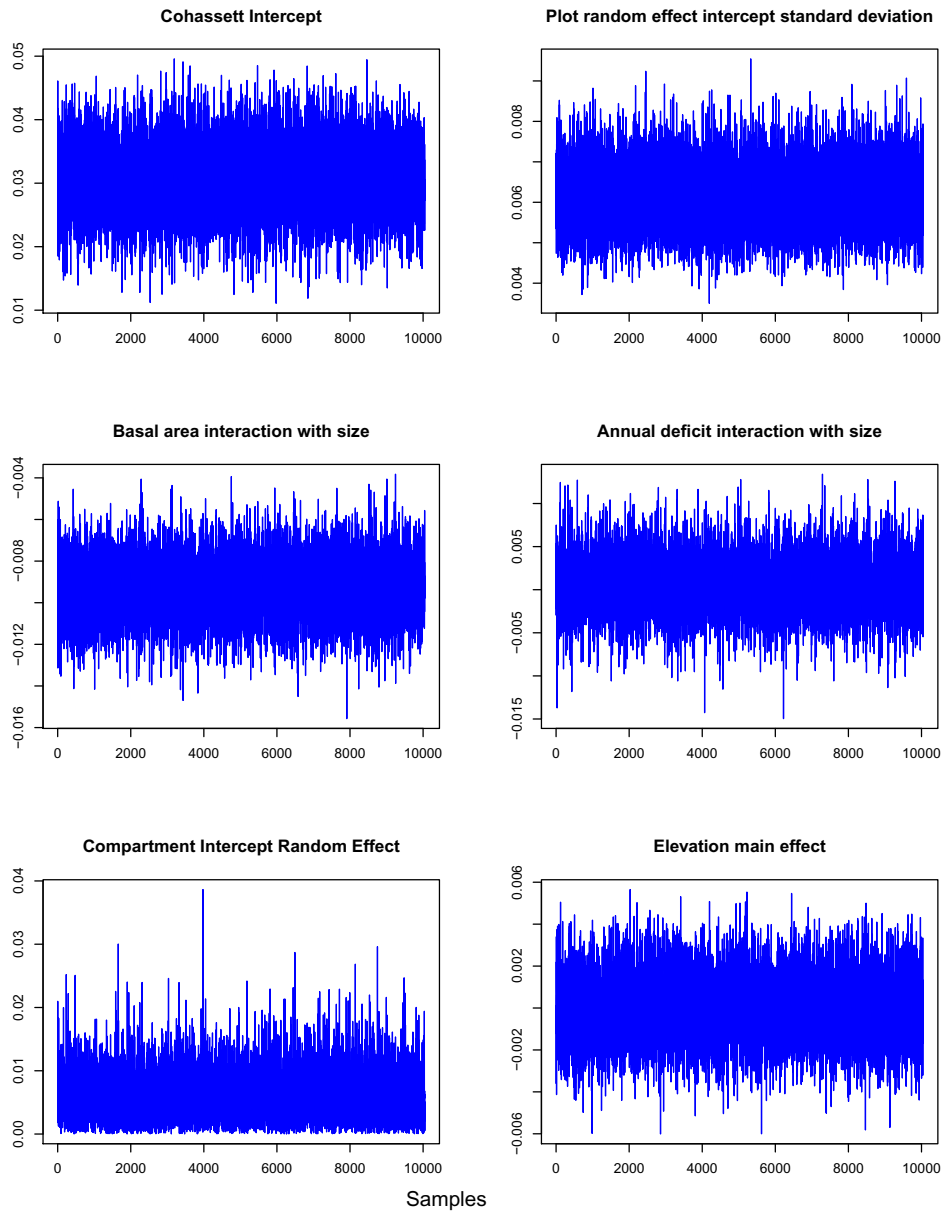 Cohassett Intercept
0.01 0.02 0.03 0.04 0.05
0 2000 4000 6000 8000 10000
Plot random effect intercept standard deviation
0.004 0.006 0.008
0 2000 4000 6000 8000 10000
Basal area interaction with size
−0.016 −0.012 −0.008 −0.004
0 2000 4000 6000 8000 10000
Annual deficit interaction with size
−0.015 −0.005 0.005
0 2000 4000 6000 8000 10000
Compartment Intercept Random Effect
0.00 0.01 0.02 0.03 0.04
0 2000 4000 6000 8000 10000
Elevation main effect
−0.006 −0.002 0.002 0.006
0 2000 4000 6000 8000 10000
Samples